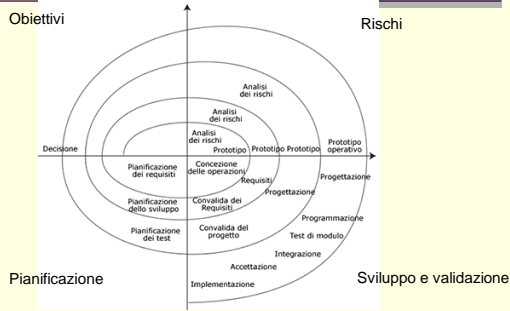 Obiettivi
Rischi
Analisi
dei rischi
Analisi
dei rischi
Analisi
dei rischi
Decisione
Prototipo
Prototipo
Prototipo
Prototipo
operativo
Pianificazione
dei requisiti
Concezione
delle operazioni
Requisiti
Progettazione
Progettazione
Pianificazione
dello sviluppo
Convalida dei
Requisiti
Programmazione
Pianificazione
dei test
Convalida del
progetto
Test di modulo
Integrazione
Accettazione
Implementazione
Pianificazione
Sviluppo e validazione